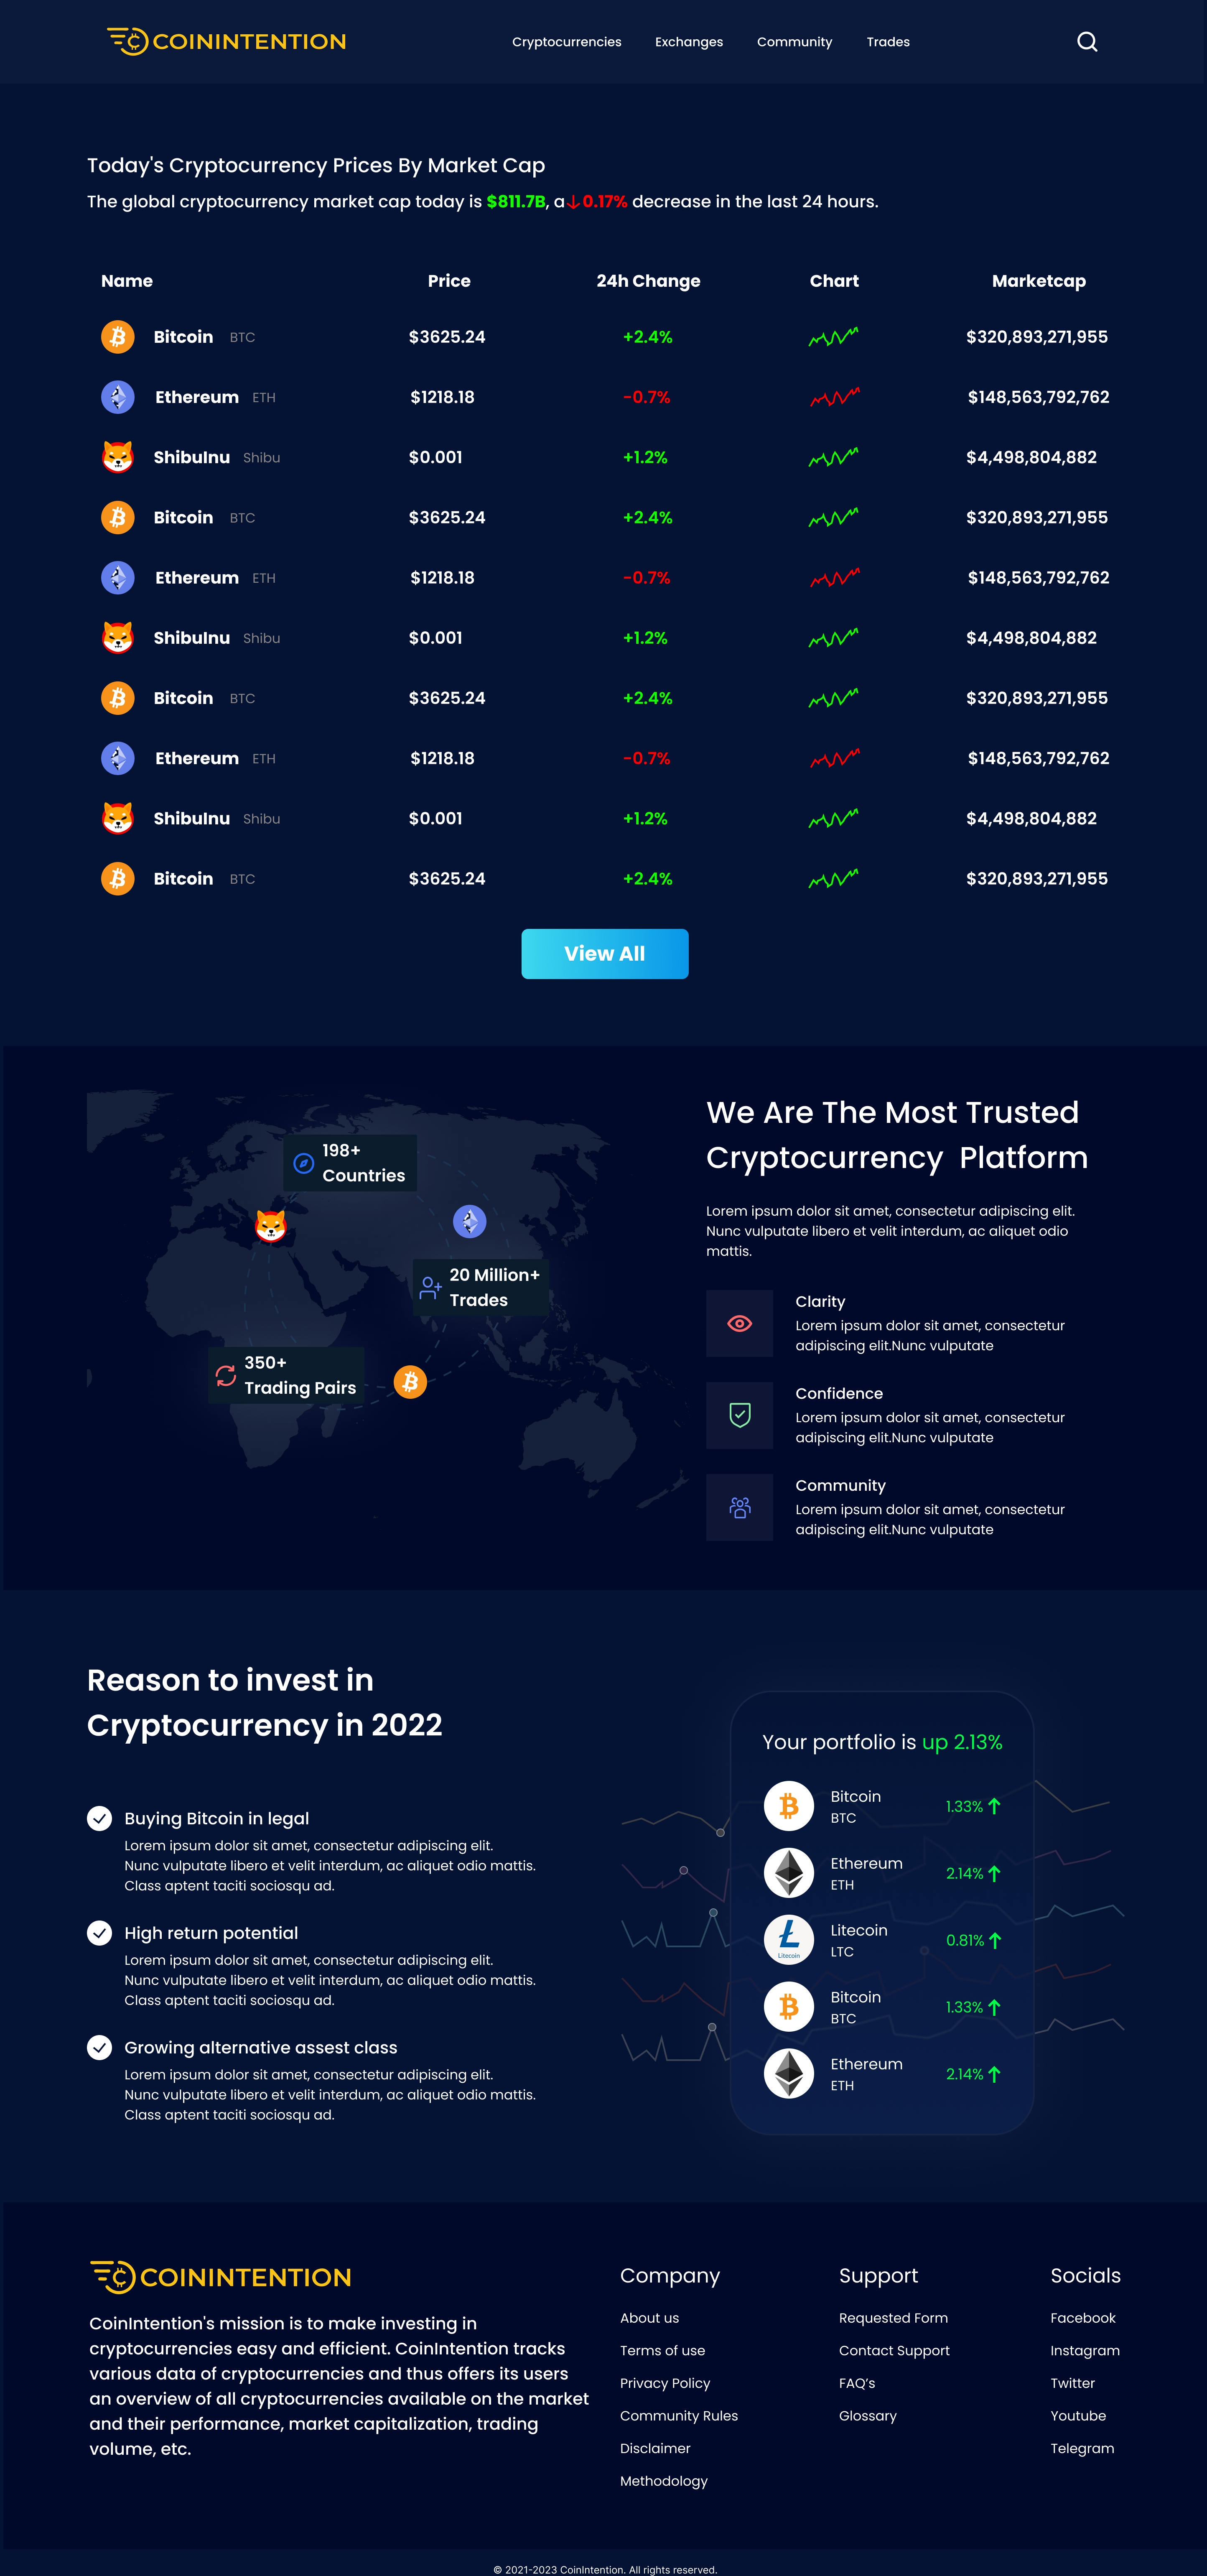 COININTENTION
Cryptocurrencies Exchanges Community Trades
Today's Cryptocurrency Prices By Market Cap
The global cryptocurrency market cap today is $811.7B, a↓0.17% decrease in the last 24 hours.
Name Price 24h Change Chart Marketcap
Bitcoin BTC $3625.24 +2.4% $320,893,271,955
Ethereum ETH $1218.18 -0.7% $148,563,792,762
ShibuInu Shibu $0.001 +1.2% $4,498,804,882
Bitcoin BTC $3625.24 +2.4% $320,893,271,955
Ethereum ETH $1218.18 -0.7% $148,563,792,762
ShibuInu Shibu $0.001 +1.2% $4,498,804,882
Bitcoin BTC $3625.24 +2.4% $320,893,271,955
Ethereum ETH $1218.18 -0.7% $148,563,792,762
ShibuInu Shibu $0.001 +1.2% $4,498,804,882
Bitcoin BTC $3625.24 +2.4% $320,893,271,955
View All
198+
Countries
20 Million+
Trades
350+
Trading Pairs
We Are The Most Trusted
Cryptocurrency Platform
Lorem ipsum dolor sit amet, consectetur adipiscing elit.
Nunc vulputate libero et velit interdum, ac aliquet odio
mattis.
Clarity
Lorem ipsum dolor sit amet, consectetur
adipiscing elit.Nunc vulputate
Confidence
Lorem ipsum dolor sit amet, consectetur
adipiscing elit.Nunc vulputate
Community
Lorem ipsum dolor sit amet, consectetur
adipiscing elit.Nunc vulputate
Reason to invest in
Cryptocurrency in 2022
Buying Bitcoin in legal
Lorem ipsum dolor sit amet, consectetur adipiscing elit.
Nunc vulputate libero et velit interdum, ac aliquet odio mattis.
Class aptent taciti sociosqu ad.
High return potential
Lorem ipsum dolor sit amet, consectetur adipiscing elit.
Nunc vulputate libero et velit interdum, ac aliquet odio mattis.
Class aptent taciti sociosqu ad.
Growing alternative assest class
Lorem ipsum dolor sit amet, consectetur adipiscing elit.
Nunc vulputate libero et velit interdum, ac aliquet odio mattis.
Class aptent taciti sociosqu ad.
Your portfolio is up 2.13%
Bitcoin
BTC
1.33%
Ethereum
ETH
2.14%
Litecoin
Litecoin
LTC
0.81%
Bitcoin
BTC
1.33%
Ethereum
ETH
2.14%
COININTENTION
CoinIntention's mission is to make investing in
cryptocurrencies easy and efficient. CoinIntention tracks
various data of cryptocurrencies and thus offers its users
an overview of all cryptocurrencies available on the market
and their performance, market capitalization, trading
volume, etc.
Company
About us
Terms of use
Privacy Policy
Community Rules
Disclaimer
Methodology
Support
Requested Form
Contact Support
FAQ's
Glossary
Socials
Facebook
Instagram
Twitter
Youtube
Telegram
© 2021-2023 CoinIntention. All rights reserved.